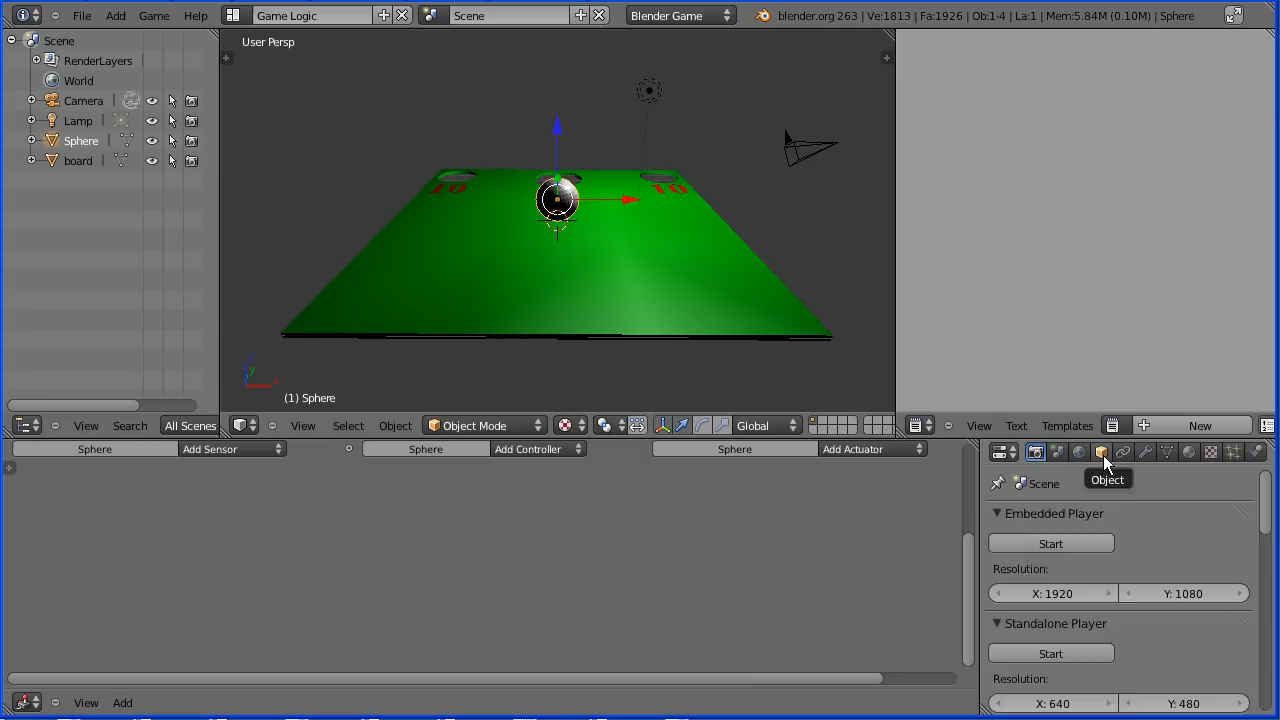 File Add Game Help Game Logic Scene Blender Game blender.org 263 | Ve:1813 | Fa:1926 | Ob:1-4 | La:1 | Mem:5.84M (0.10M) | Sphere
Scene
RenderLayers
World
Camera
Lamp
Sphere
board
User Persp
10 10
z
y
x
(1) Sphere
View Search All Scenes
View Select Object Object Mode Global
View Text Templates New
Sphere Add Sensor Sphere Add Controller Sphere Add Actuator
Object
Scene
Embedded Player
Start
Resolution:
X: 1920 Y: 1080
Standalone Player
Start
Resolution:
X: 640 Y: 480
View Add